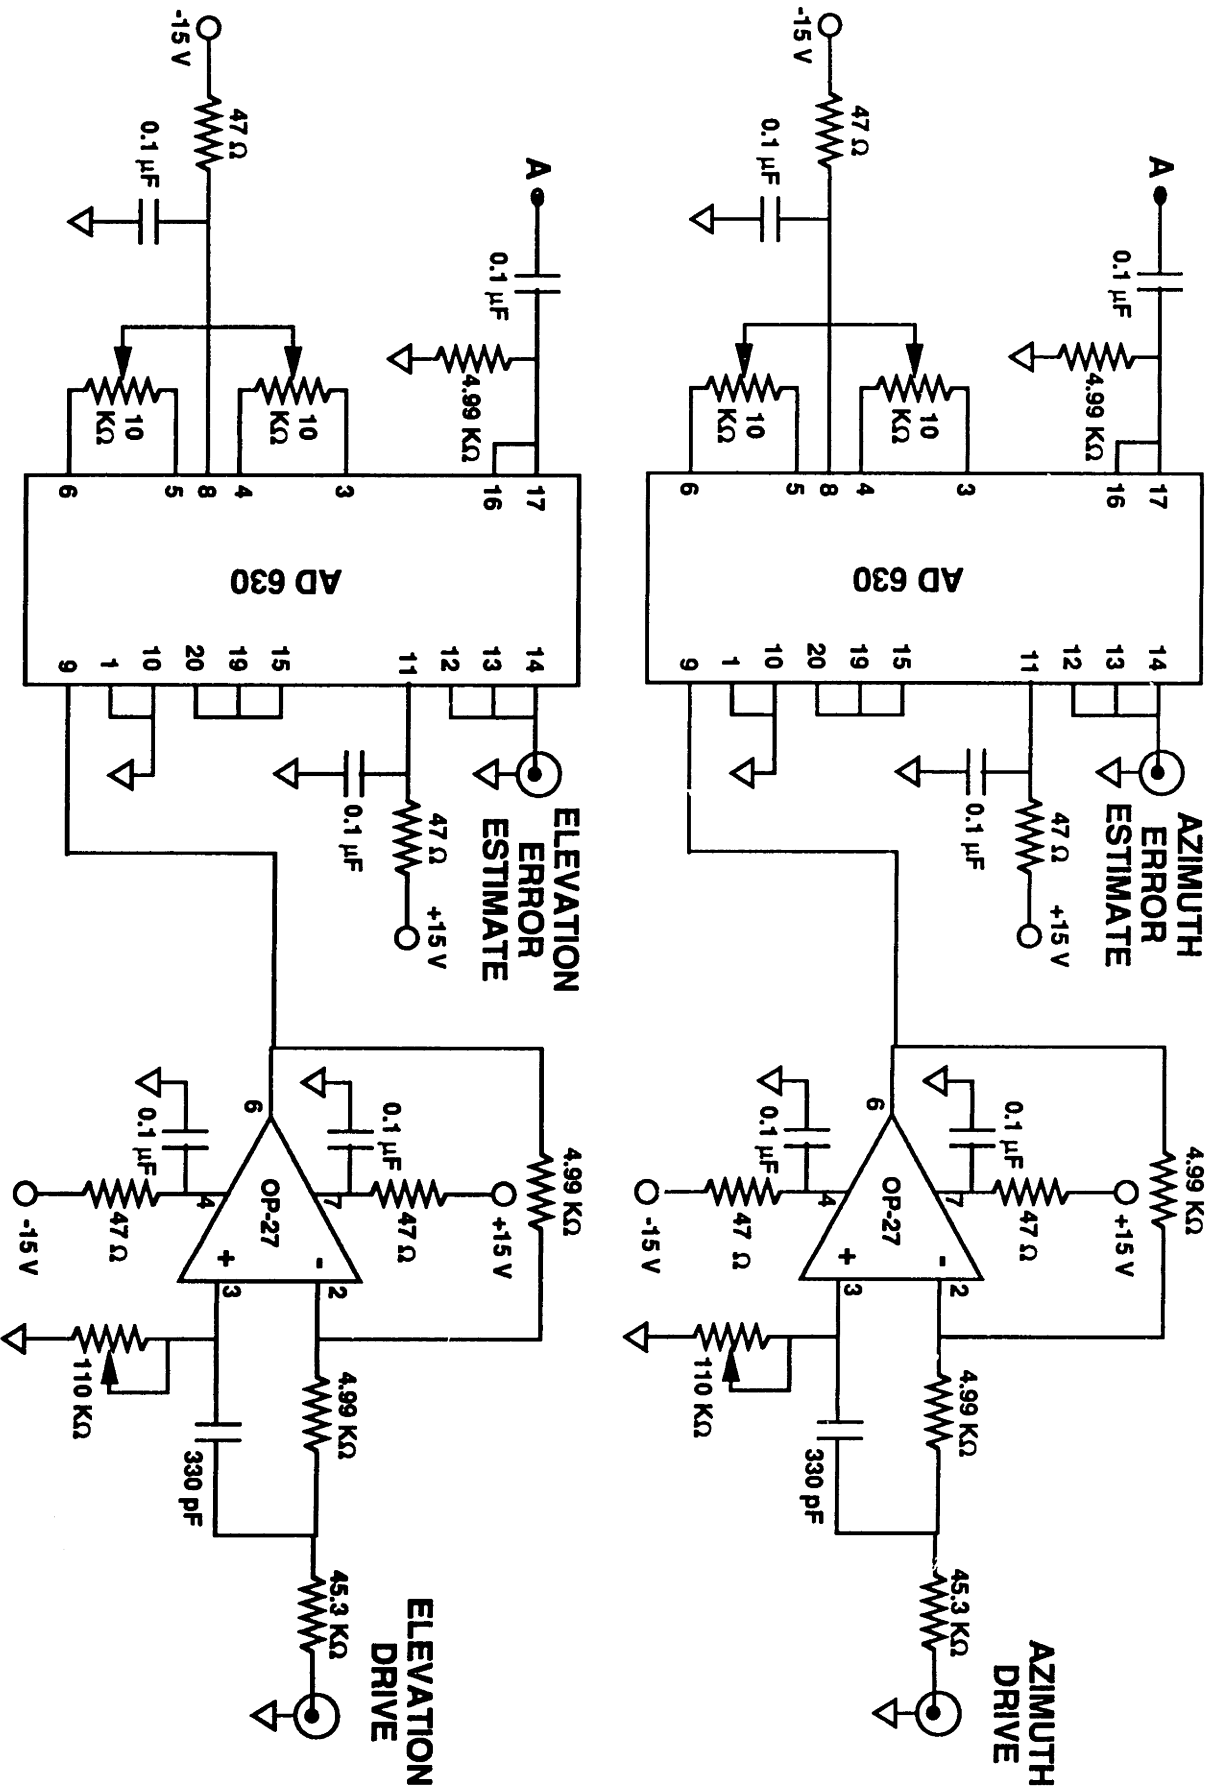 AZIMUTH
DRIVE
45.3 KΩ
4.99 KΩ
330 pF
110 KΩ
4.99 KΩ
+15 V
47 Ω
0.1 µF
2
3
-
+
OP-27
7
4
6
47 Ω
-15 V
0.1 µF
AZIMUTH
ERROR
ESTIMATE
47 Ω
+15 V
0.1 µF
14
13
12
11
15
19
20
10
1
9
AD 630
17
16
3
4
8
5
6
A
0.1 µF
4.99 KΩ
10
KΩ
10
KΩ
47 Ω
0.1 µF
-15 V
ELEVATION
DRIVE
45.3 KΩ
4.99 KΩ
330 pF
110 KΩ
4.99 KΩ
+15 V
47 Ω
0.1 µF
2
3
-
+
OP-27
7
4
6
47 Ω
-15 V
0.1 µF
ELEVATION
ERROR
ESTIMATE
47 Ω
+15 V
0.1 µF
14
13
12
11
15
19
20
10
1
9
AD 630
17
16
3
4
8
5
6
A
0.1 µF
4.99 KΩ
10
KΩ
10
KΩ
47 Ω
0.1 µF
-15 V